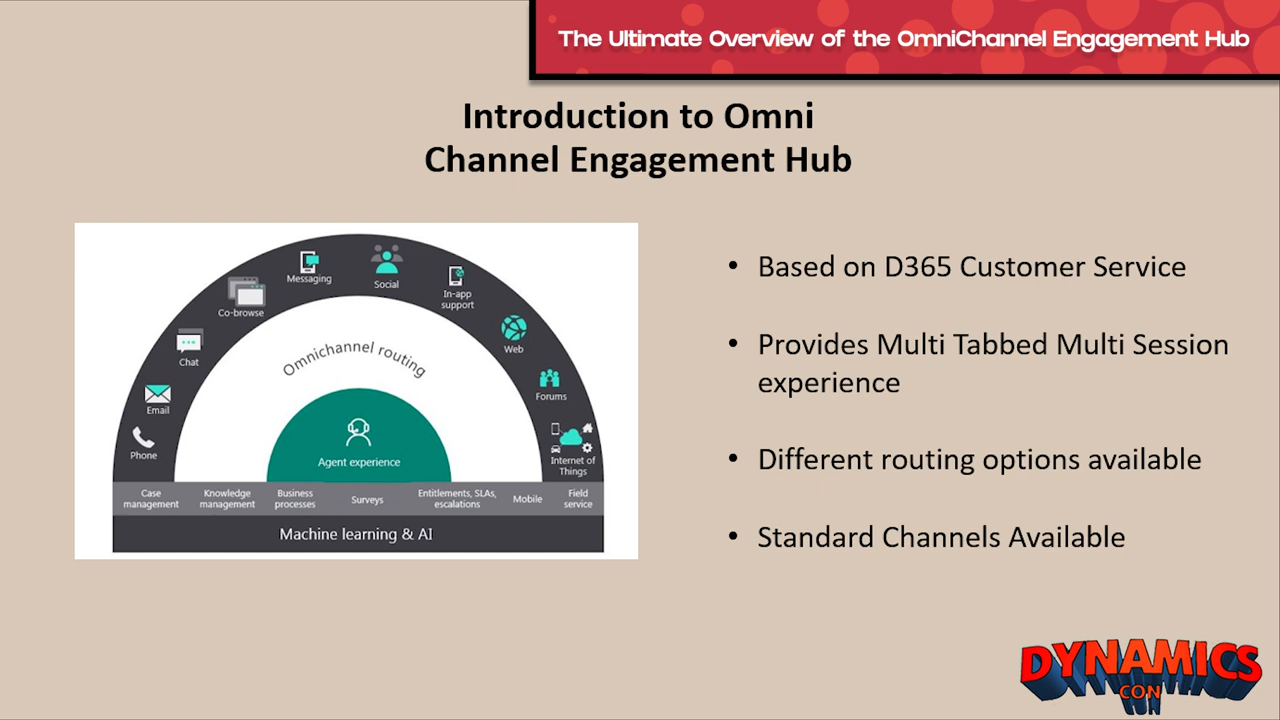 The Ultimate Overview of the OmniChannel Engagement Hub
Introduction to Omni
Channel Engagement Hub
Messaging
Social
In-app
support
Co-browse
Web
Chat
Forums
Email
Phone
Internet of
Things
Omnichannel routing
Agent experience
Case
management
Knowledge
management
Business
processes
Surveys
Entitlements, SLAs,
escalations
Mobile
Field
service
Machine learning & AI
• Based on D365 Customer Service
• Provides Multi Tabbed Multi Session
experience
• Different routing options available
• Standard Channels Available
DYNAMICS
CON